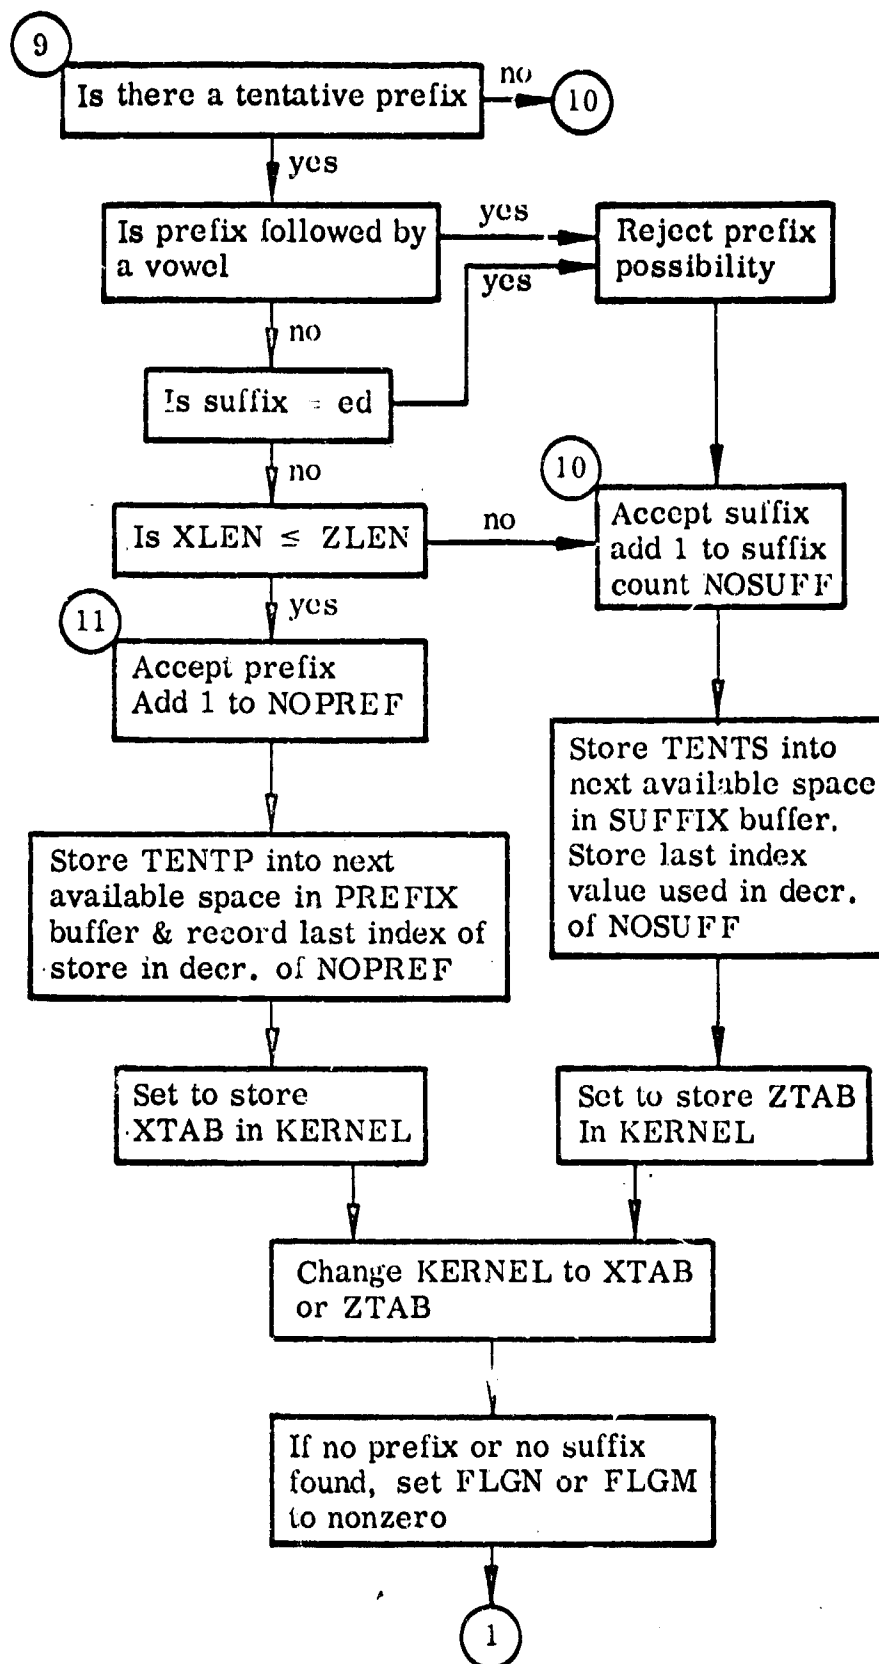 9
Is there a tentative prefix
no
10
yes
Is prefix followed by
a vowel
yes
Reject prefix
possibility
yes
no
Is suffix = ed
no
10
Is XLEN ≤ ZLEN
no
Accept suffix
add 1 to suffix
count NOSUFF
yes
11
Accept prefix
Add 1 to NOPREF
Store TENTS into
next available space
in SUFFIX buffer.
Store last index
value used in decr.
of NOSUFF
Store TENTP into next
available space in PREFIX
buffer & record last index of
store in decr. of NOPREF
Set to store
XTAB in KERNEL
Set to store ZTAB
In KERNEL
Change KERNEL to XTAB
or ZTAB
If no prefix or no suffix
found, set FLGN or FLGM
to nonzero
1